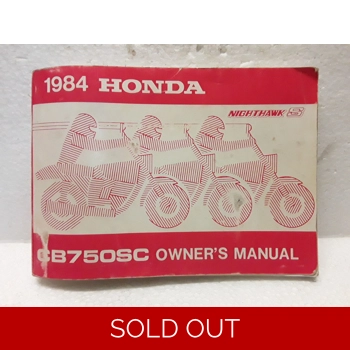 1984 HONDA
NIGHTHAWK S
CB750SC OWNER'S MANUAL
SOLD OUT